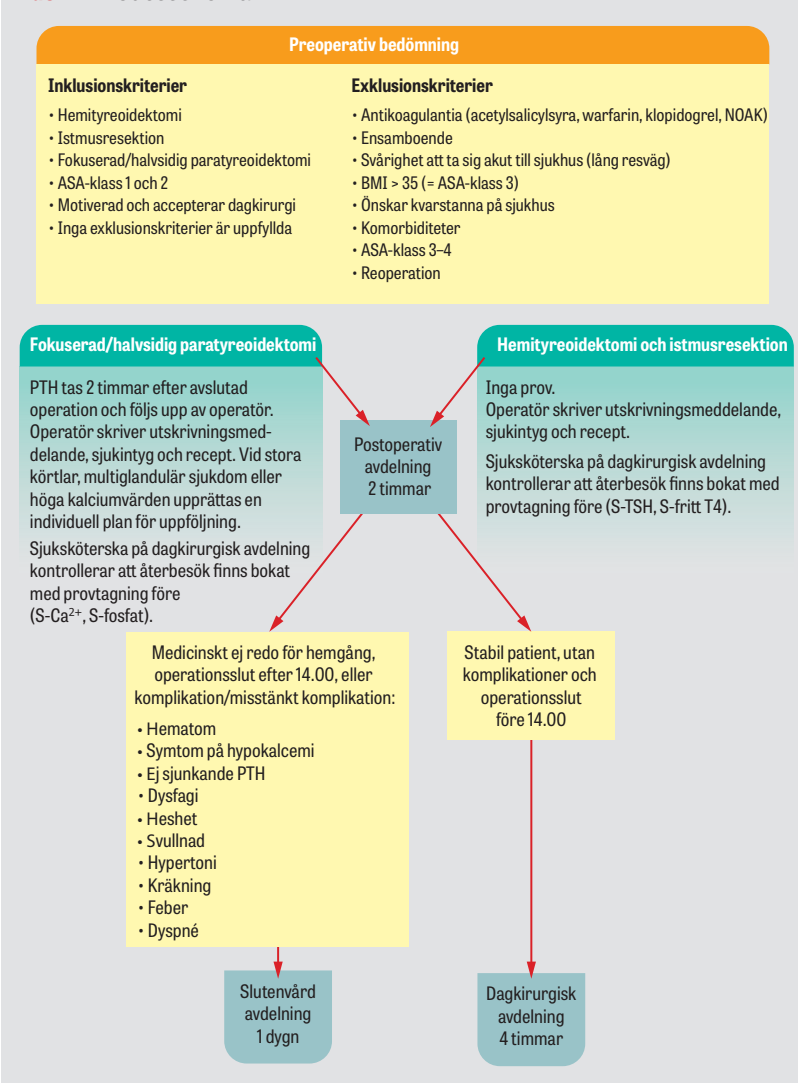 Preoperativ bedömning
Inklusionskriterier
• Hemityreoidektomi
• Istmusresektion
• Fokuserad/halvsidig paratyreoidektomi
• ASA-klass 1 och 2
• Motiverad och accepterar dagkirurgi
• Inga exklusionskriterier är uppfyllda
Exklusionskriterier
• Antikoagulantia (acetylsalicylsyra, warfarin, klopidogrel, NOAK)
• Ensamboende
• Svårighet att ta sig akut till sjukhus (lång resväg)
• BMI > 35 (= ASA-klass 3)
• Önskar kvarstanna på sjukhus
• Komorbiditeter
• ASA-klass 3–4
• Reoperation
Fokuserad/halvsidig paratyreoidektomi
PTH tas 2 timmar efter avslutad
operation och följs upp av operatör.
Operatör skriver utskrivningsmed-
delande, sjukintyg och recept. Vid stora
körtlar, multiglandulär sjukdom eller
höga kalciumvärden upprättas en
individuell plan för uppföljning.
Sjuksköterska på dagkirurgisk avdelning
kontrollerar att återbesök finns bokat
med provtagning före
(S-Ca²⁺, S-fosfat).
Hemityreoidektomi och istmusresektion
Inga prov.
Operatör skriver utskrivningsmeddelande,
sjukintyg och recept.
Sjuksköterska på dagkirurgisk avdelning
kontrollerar att återbesök finns bokat med
provtagning före (S-TSH, S-fritt T4).
Postoperativ
avdelning
2 timmar
Medicinskt ej redo för hemgång,
operationsslut efter 14.00, eller
komplikation/misstänkt komplikation:
• Hematom
• Symtom på hypokalcemi
• Ej sjunkande PTH
• Dysfagi
• Heshet
• Svullnad
• Hypertoni
• Kräkning
• Feber
• Dyspné
Stabil patient, utan
komplikationer och
operationsslut
före 14.00
Slutenvård
avdelning
1 dygn
Dagkirurgisk
avdelning
4 timmar